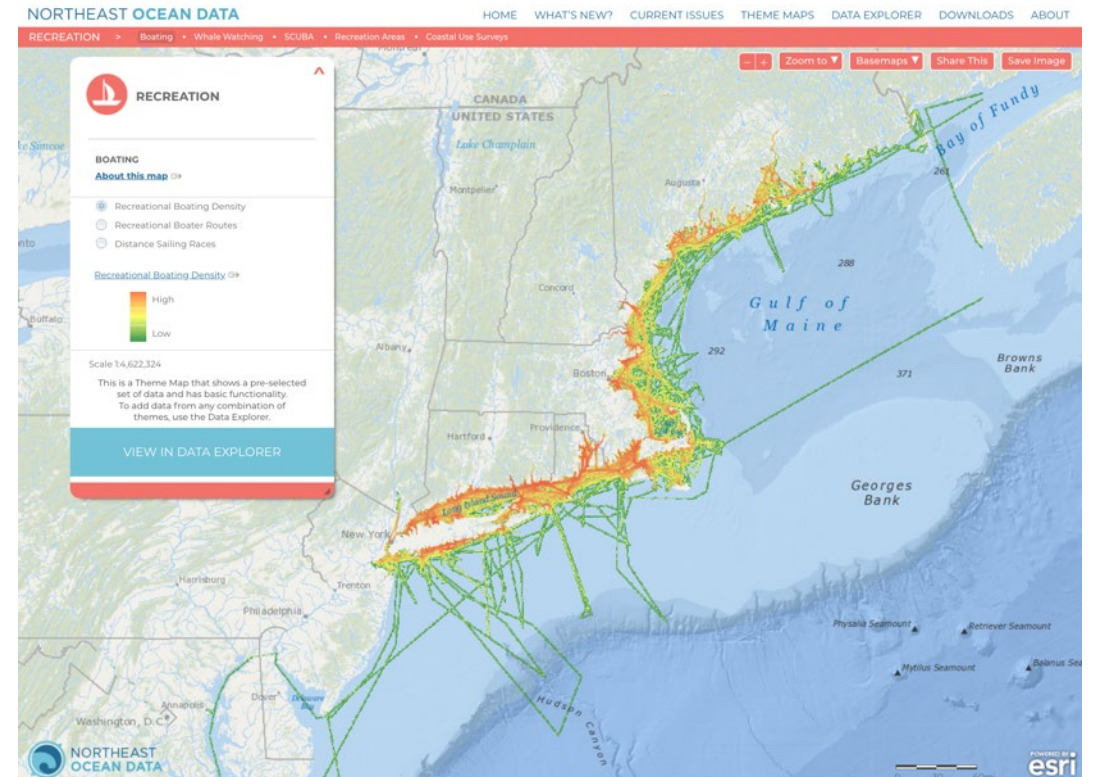 NORTHEAST OCEAN DATA
HOME WHAT'S NEW? CURRENT ISSUES THEME MAPS DATA EXPLORER DOWNLOADS ABOUT
RECREATION > Boating • Whale Watching • SCUBA • Recreation Areas • Coastal Use Surveys
− + Zoom to ▼ Basemaps ▼ Share This Save Image
RECREATION
BOATING
About this map
Recreational Boating Density
Recreational Boater Routes
Distance Sailing Races
Recreational Boating Density
High
Low
Scale 1:4,622,324
This is a Theme Map that shows a pre-selected
set of data and has basic functionality.
To add data from any combination of
themes, use the Data Explorer.
VIEW IN DATA EXPLORER
Montreal
CANADA
UNITED STATES
Lake Champlain
Montpelier
Augusta
Bay of Fundy
261
288
Gulf of
Maine
292
371
Browns
Bank
Concord
Albany
Boston
Buffalo
Hartford
Providence
Long Island Sound
Georges
Bank
New York
Trenton
Harrisburg
Philadelphia
Physalia Seamount
Retriever Seamount
Mytilus Seamount
Balanus Sea
Dover
Delaware
Bay
Annapolis
Washington, D.C.
Hudson Canyon
NORTHEAST
OCEAN DATA
POWERED BY
esri